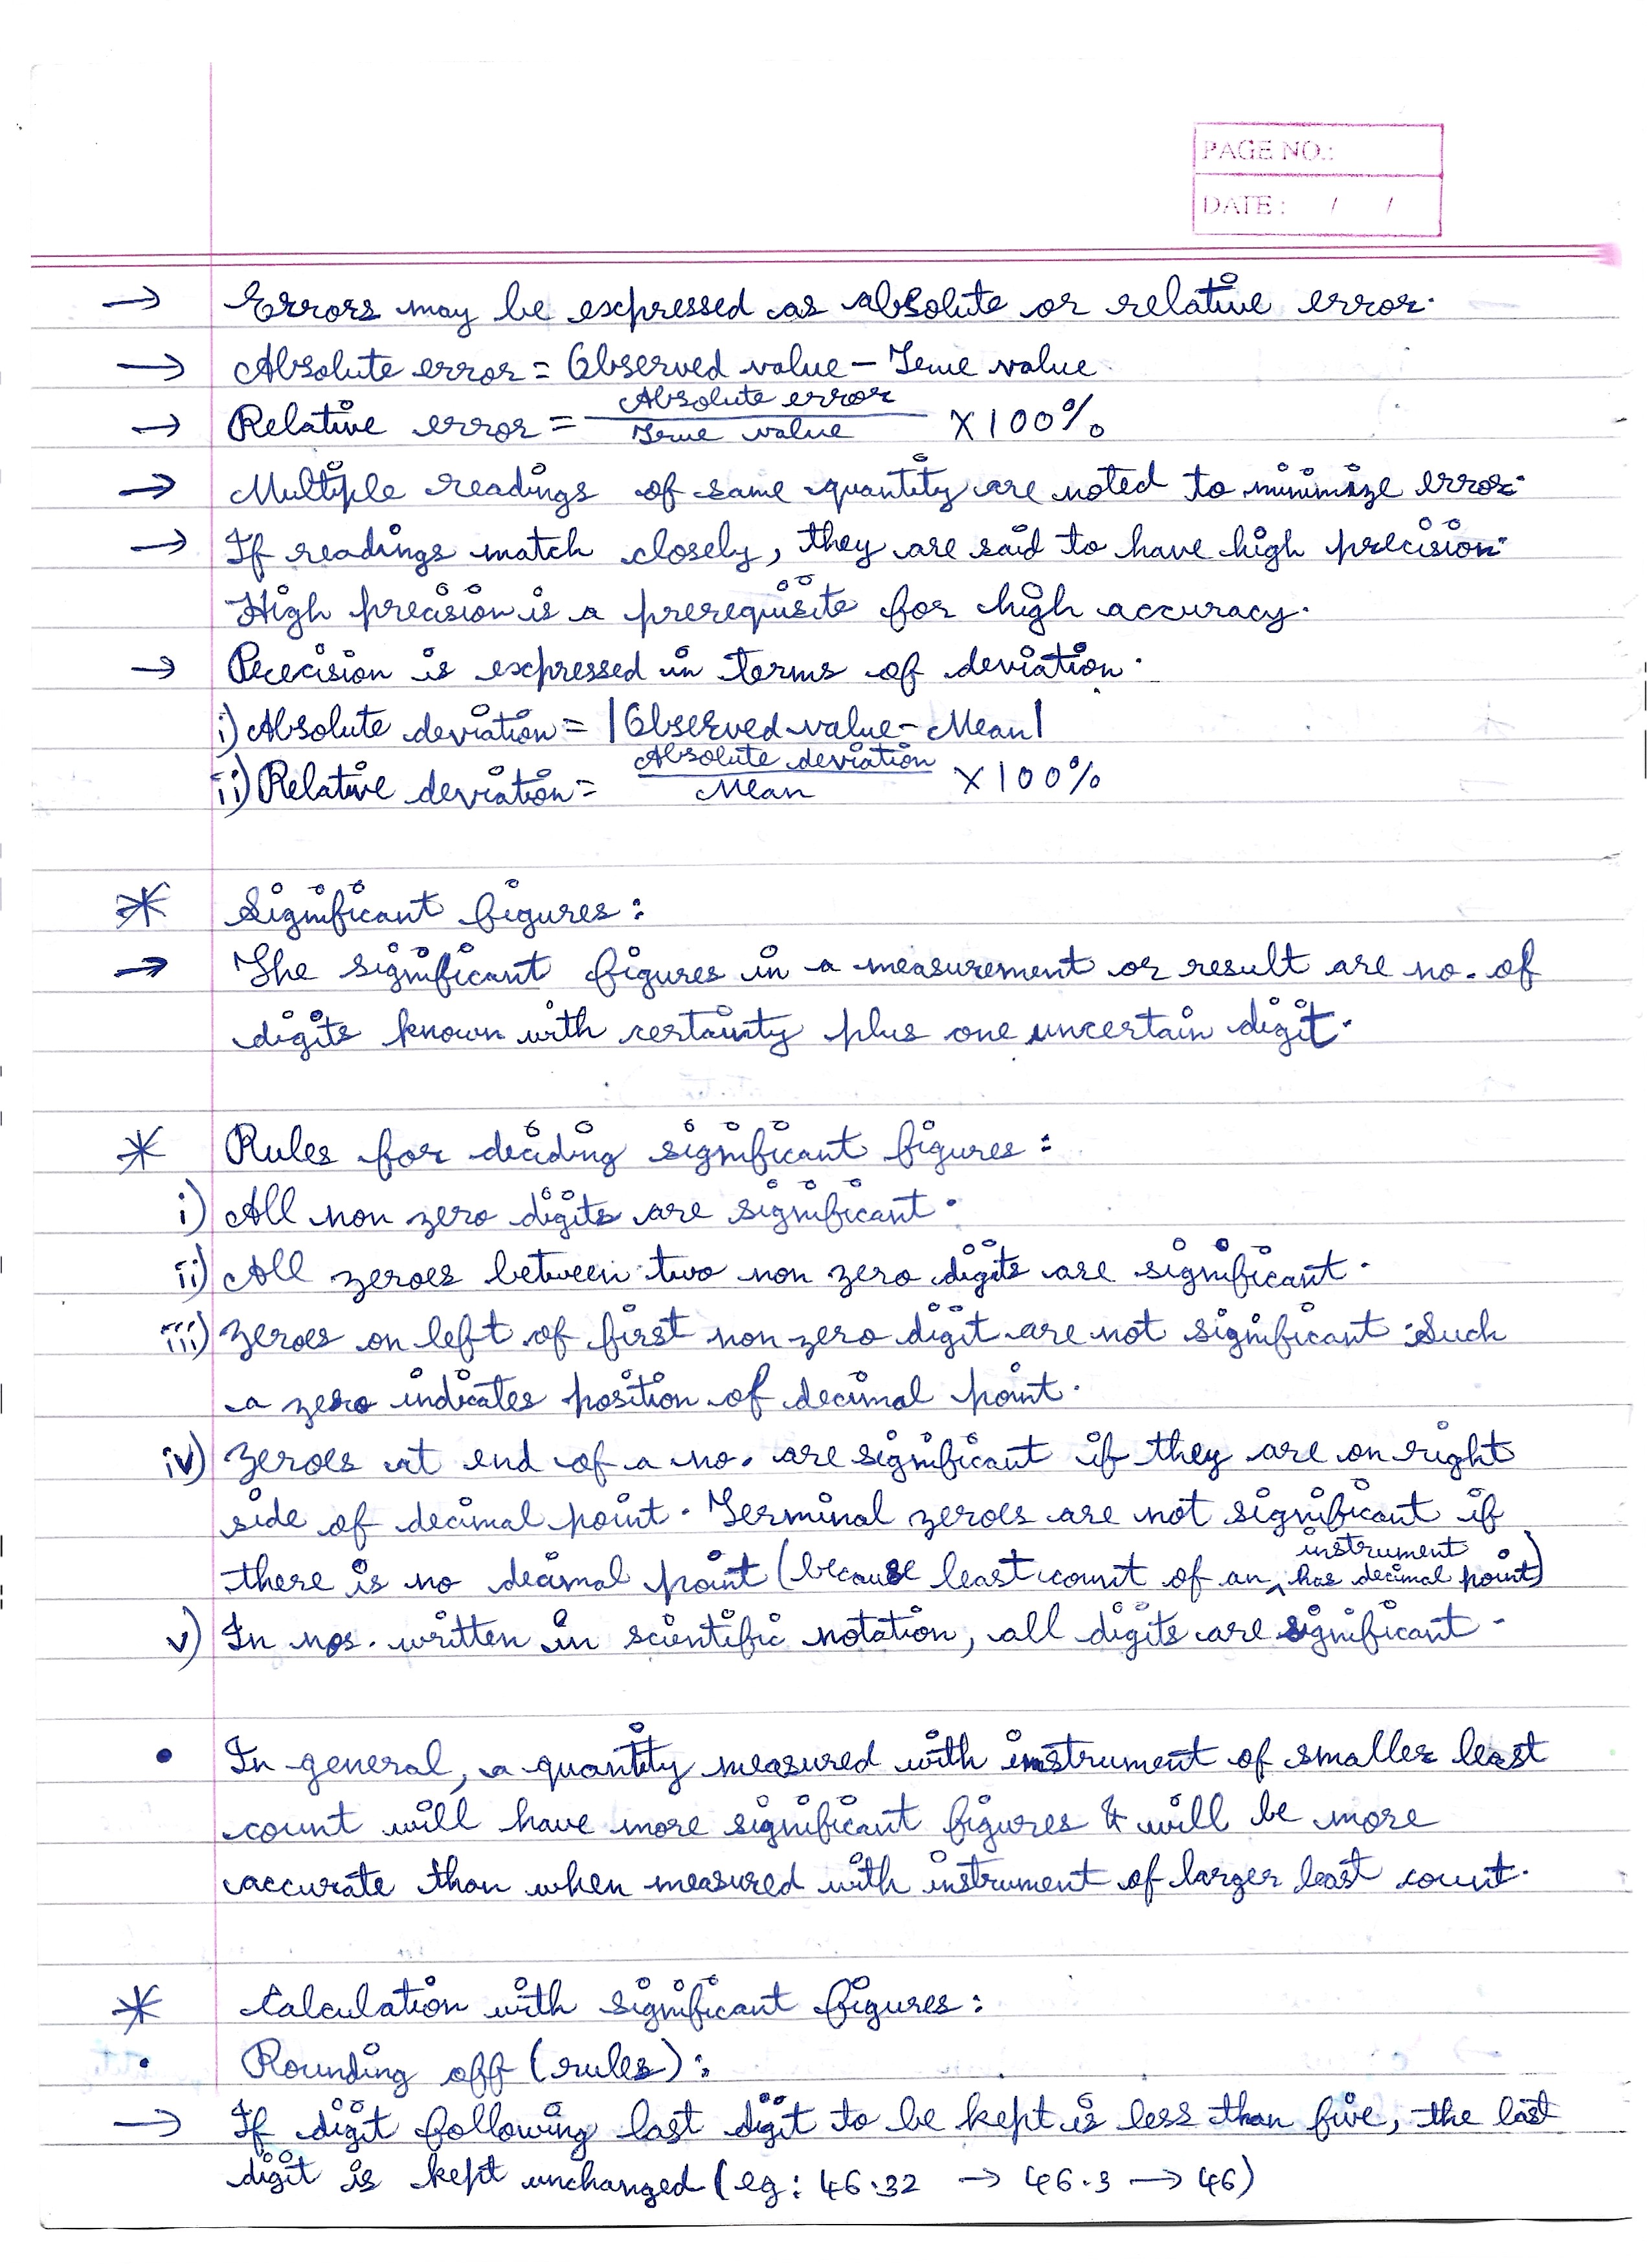 PAGE NO.:
DATE: / /
→ Errors may be expressed as absolute or relative error.
→ Absolute error = Observed value - True value
→ Relative error = Absolute error / True value × 100%
→ Multiple readings of same quantity are noted to minimize error.
→ If readings match closely, they are said to have high precision.
High precision is a prerequisite for high accuracy.
→ Precision is expressed in terms of deviation.
i) Absolute deviation = |Observed value - Mean|
ii) Relative deviation = Absolute deviation / Mean × 100%
* Significant figures:
→ The significant figures in a measurement or result are no. of
digits known with certainty plus one uncertain digit.
* Rules for deciding significant figures:
i) All non zero digits are significant.
ii) All zeroes between two non zero digits are significant.
iii) Zeroes on left of first non zero digit are not significant. Such
a zero indicates position of decimal point.
iv) Zeroes at end of a no. are significant if they are on right
side of decimal point. Terminal zeroes are not significant if
there is no decimal point (because least count of an instrument has decimal point)
v) In nos. written in scientific notation, all digits are significant.
• In general, a quantity measured with instrument of smaller least
count will have more significant figures & will be more
accurate than when measured with instrument of larger least count.
* Calculation with significant figures:
• Rounding off (rules):
→ If digit following last digit to be kept is less than five, the last
digit is kept unchanged (eg: 46.32 → 46.3 → 46)